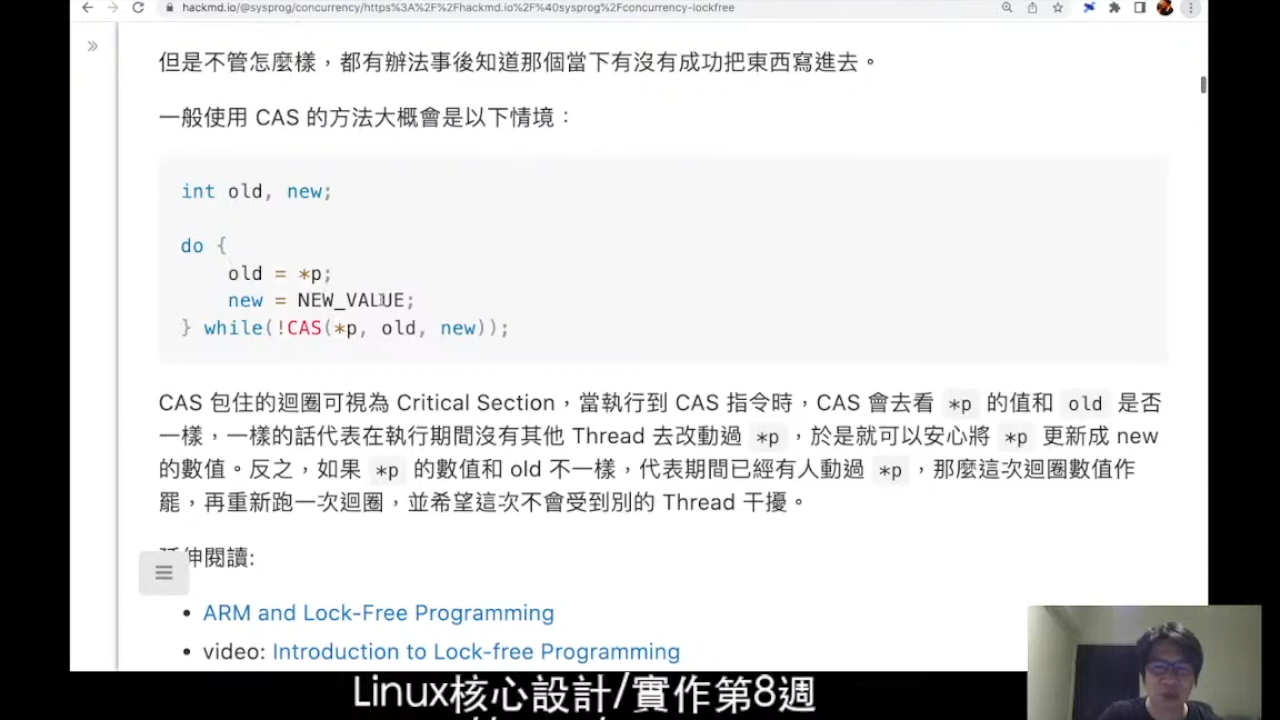 hackmd.io/@sysprog/concurrency/https%3A%2F%2Fhackmd.io%2F%40sysprog%2Fconcurrency-lockfree
但是不管怎麼樣，都有辦法事後知道那個當下有沒有成功把東西寫進去。
一般使用 CAS 的方法大概會是以下情境：
int old, new;
do {
old = *p;
new = NEW_VALUE;
} while(!CAS(*p, old, new));
CAS 包住的迴圈可視為 Critical Section，當執行到 CAS 指令時，CAS 會去看 *p 的值和 old 是否
一樣，一樣的話代表在執行期間沒有其他 Thread 去改動過 *p ，於是就可以安心將 *p 更新成 new
的數值。反之，如果 *p 的數值和 old 不一樣，代表期間已經有人動過 *p ，那麼這次迴圈數值作
罷，再重新跑一次迴圈，並希望這次不會受到別的 Thread 干擾。
延伸閱讀:
• ARM and Lock-Free Programming
• video: Introduction to Lock-free Programming
Linux核心設計/實作第8週